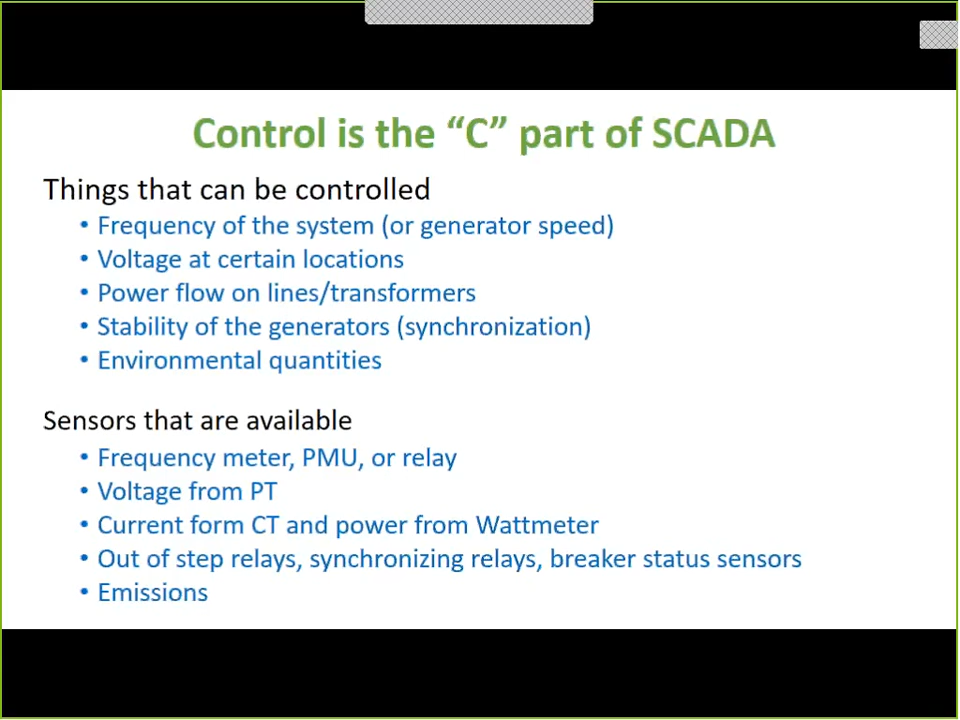 Control is the “C” part of SCADA
Things that can be controlled
• Frequency of the system (or generator speed)
• Voltage at certain locations
• Power flow on lines/transformers
• Stability of the generators (synchronization)
• Environmental quantities
Sensors that are available
• Frequency meter, PMU, or relay
• Voltage from PT
• Current form CT and power from Wattmeter
• Out of step relays, synchronizing relays, breaker status sensors
• Emissions